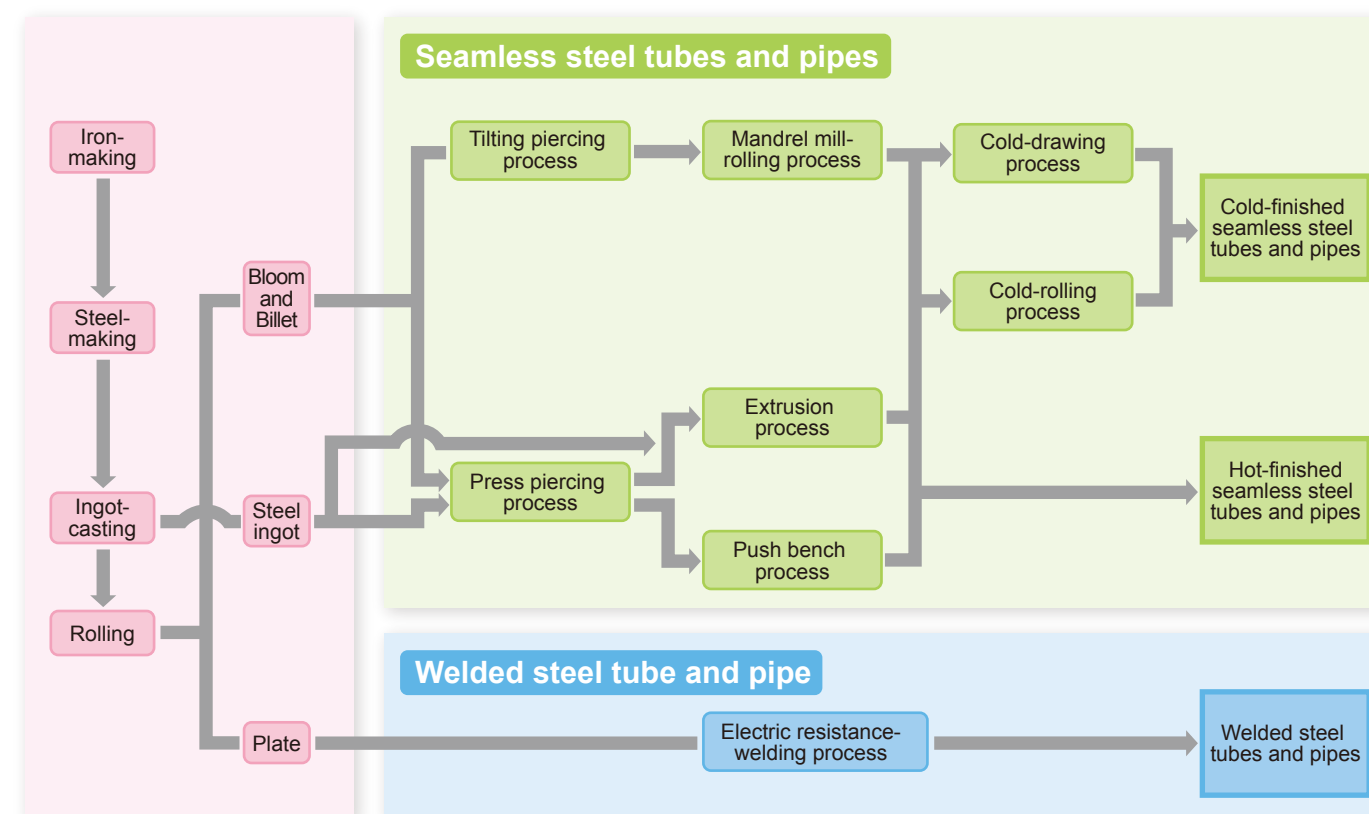 Seamless steel tubes and pipes
Iron-
making
Steel-
making
Ingot-
casting
Rolling
Bloom
and
Billet
Steel
ingot
Plate
Tilting piercing
process
Mandrel mill-
rolling process
Cold-drawing
process
Cold-rolling
process
Cold-finished
seamless steel
tubes and pipes
Extrusion
process
Press piercing
process
Push bench
process
Hot-finished
seamless steel
tubes and pipes
Welded steel tube and pipe
Electric resistance-
welding process
Welded steel
tubes and pipes